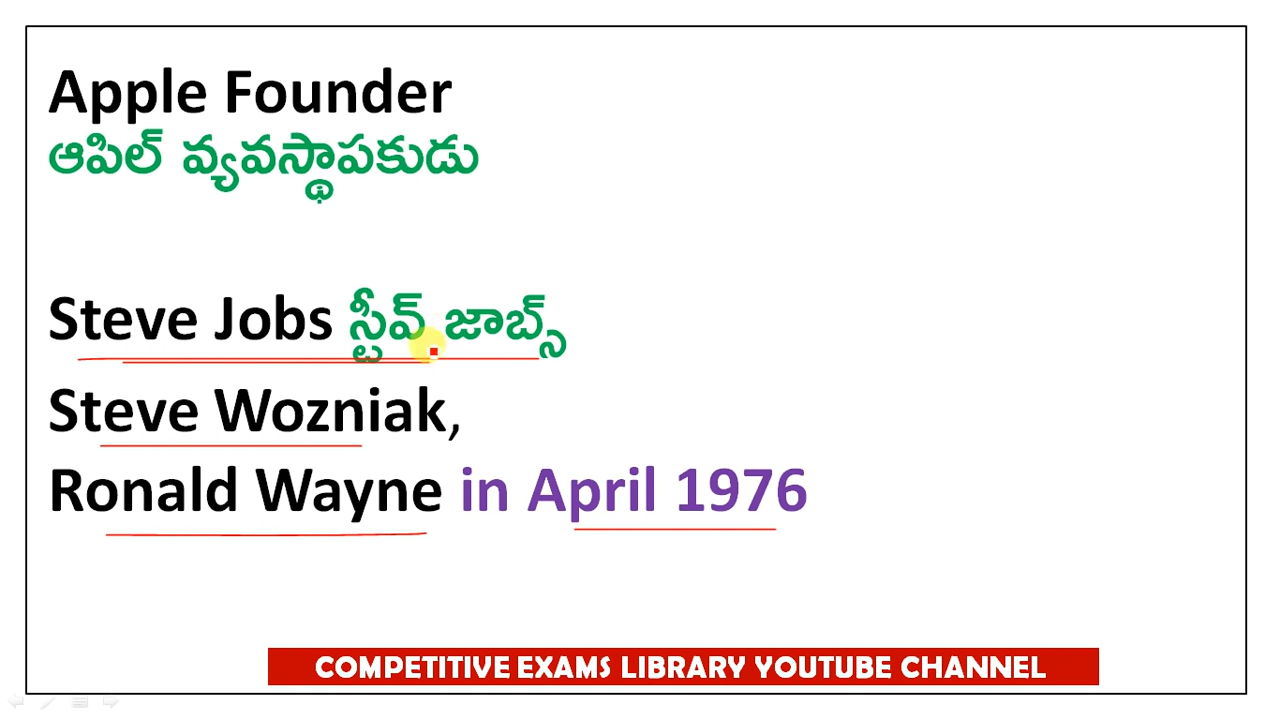 Apple Founder
ఆపిల్ వ్యవస్థాపకుడు
Steve Jobs స్టీవ్ జాబ్స్
Steve Wozniak,
Ronald Wayne in April 1976
COMPETITIVE EXAMS LIBRARY YOUTUBE CHANNEL